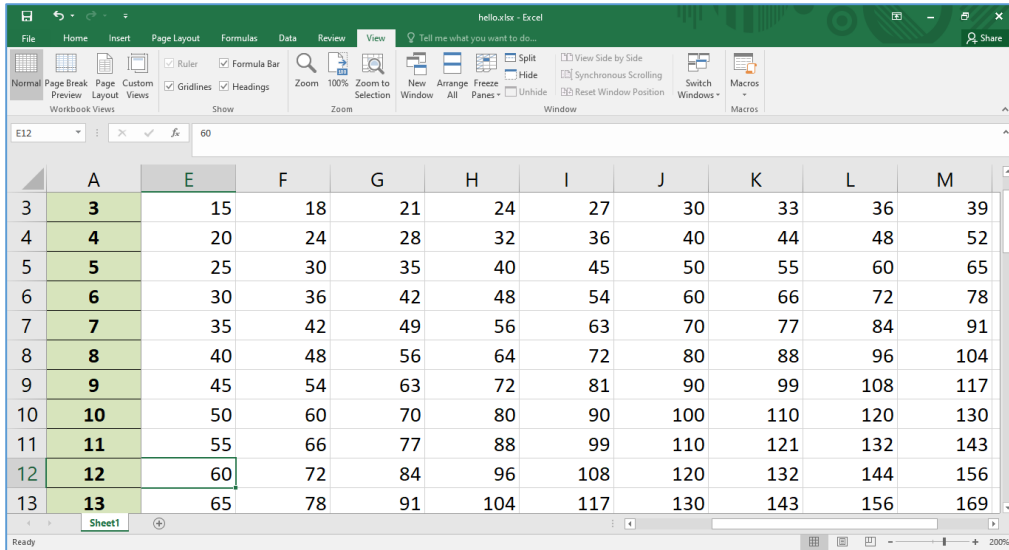 hello.xlsx - Excel
File Home Insert Page Layout Formulas Data Review View Tell me what you want to do... Share
Normal Page Break Preview Page Layout Custom Views Ruler Formula Bar Gridlines Headings Zoom 100% Zoom to Selection New Window Arrange All Freeze Panes Split Hide Unhide View Side by Side Synchronous Scrolling Reset Window Position Switch Windows Macros
Workbook Views Show Zoom Window Macros
E12 fx 60
A E F G H I J K L M
3 3 15 18 21 24 27 30 33 36 39
4 4 20 24 28 32 36 40 44 48 52
5 5 25 30 35 40 45 50 55 60 65
6 6 30 36 42 48 54 60 66 72 78
7 7 35 42 49 56 63 70 77 84 91
8 8 40 48 56 64 72 80 88 96 104
9 9 45 54 63 72 81 90 99 108 117
10 10 50 60 70 80 90 100 110 120 130
11 11 55 66 77 88 99 110 121 132 143
12 12 60 72 84 96 108 120 132 144 156
13 13 65 78 91 104 117 130 143 156 169
Sheet1
Ready 200%